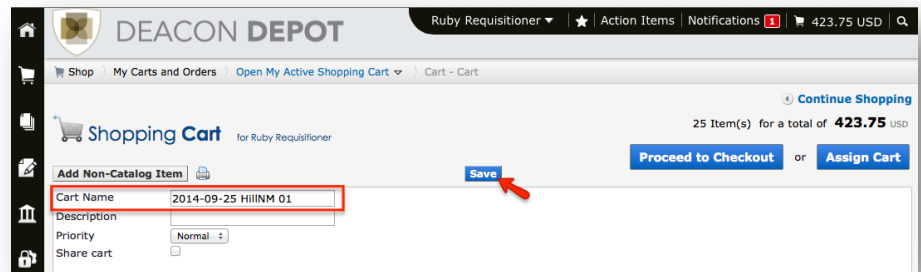 DEACON DEPOT
Ruby Requisitioner Action Items Notifications 1 423.75 USD
Shop My Carts and Orders Open My Active Shopping Cart Cart - Cart
Continue Shopping
Shopping Cart for Ruby Requisitioner
25 Item(s) for a total of 423.75 USD
Proceed to Checkout or Assign Cart
Add Non-Catalog Item Save
Cart Name 2014-09-25 HillNM 01
Description
Priority Normal
Share cart